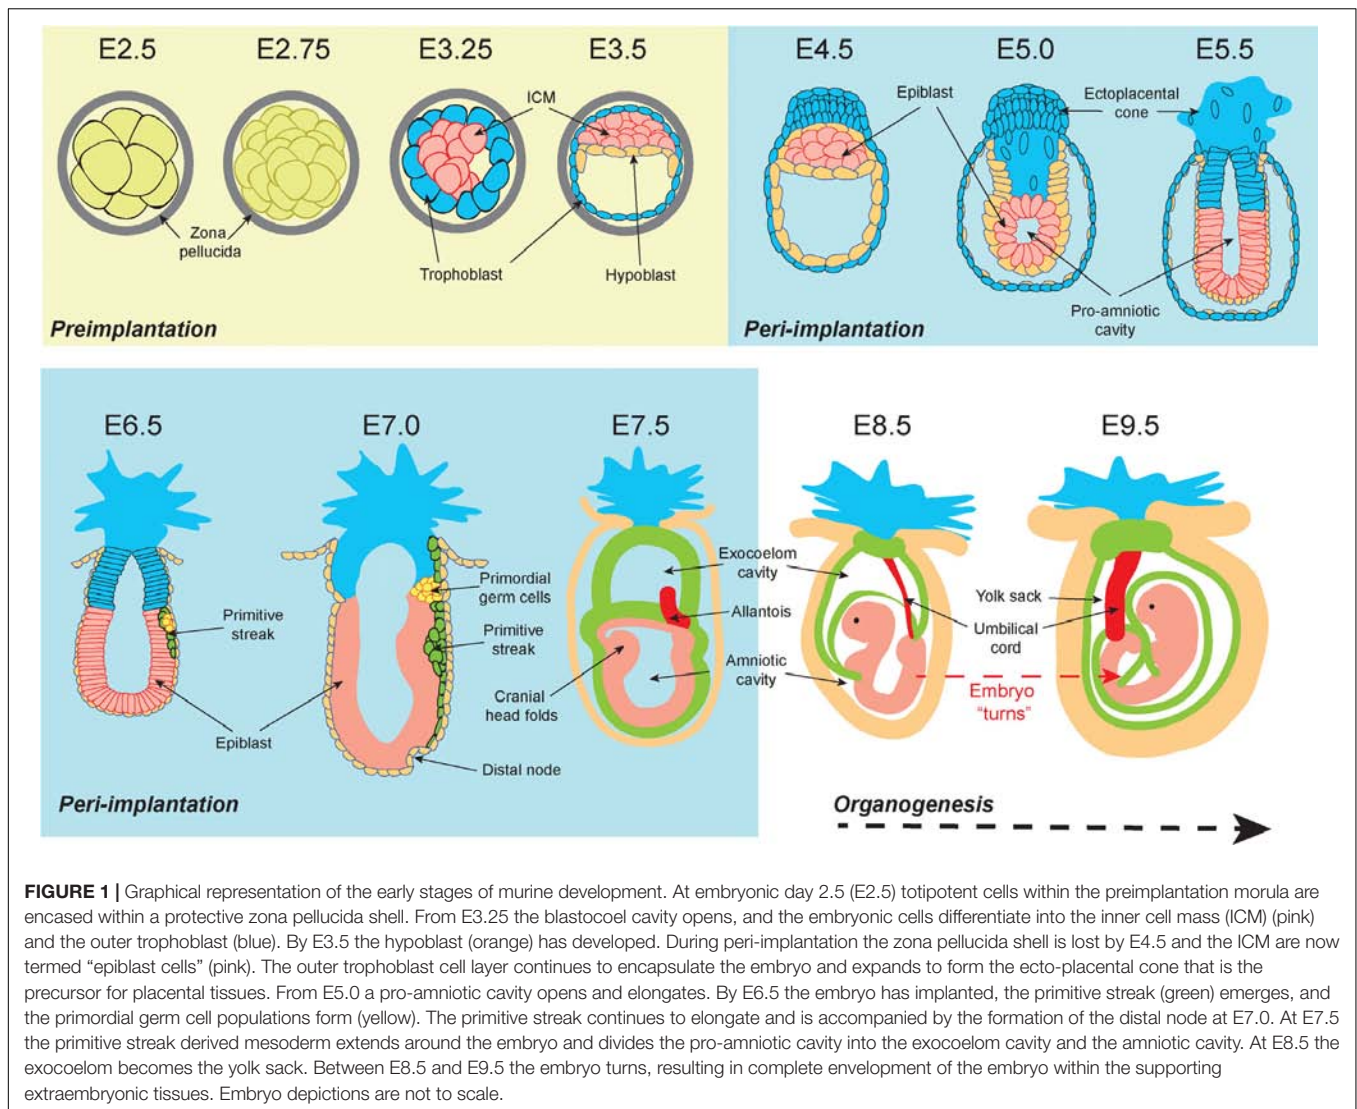 E2.5
E2.75
E3.25
E3.5
E4.5
E5.0
E5.5
ICM
Epiblast
Ectoplacental
cone
Zona
pellucida
Trophoblast
Hypoblast
Pro-amniotic
cavity
Preimplantation
Peri-implantation
E6.5
E7.0
E7.5
E8.5
E9.5
Exocoelom
cavity
Primordial
germ cells
Allantois
Yolk sack
Primitive
streak
Primitive
streak
Umbilical
cord
Amniotic
cavity
Cranial
head folds
Embryo
"turns"
Epiblast
Distal node
Peri-implantation
Organogenesis
FIGURE 1 | Graphical representation of the early stages of murine development. At embryonic day 2.5 (E2.5) totipotent cells within the preimplantation morula are
encased within a protective zona pellucida shell. From E3.25 the blastocoel cavity opens, and the embryonic cells differentiate into the inner cell mass (ICM) (pink)
and the outer trophoblast (blue). By E3.5 the hypoblast (orange) has developed. During peri-implantation the zona pellucida shell is lost by E4.5 and the ICM are now
termed “epiblast cells” (pink). The outer trophoblast cell layer continues to encapsulate the embryo and expands to form the ecto-placental cone that is the
precursor for placental tissues. From E5.0 a pro-amniotic cavity opens and elongates. By E6.5 the embryo has implanted, the primitive streak (green) emerges, and
the primordial germ cell populations form (yellow). The primitive streak continues to elongate and is accompanied by the formation of the distal node at E7.0. At E7.5
the primitive streak derived mesoderm extends around the embryo and divides the pro-amniotic cavity into the exocoelom cavity and the amniotic cavity. At E8.5 the
exocoelom becomes the yolk sack. Between E8.5 and E9.5 the embryo turns, resulting in complete envelopment of the embryo within the supporting
extraembryonic tissues. Embryo depictions are not to scale.